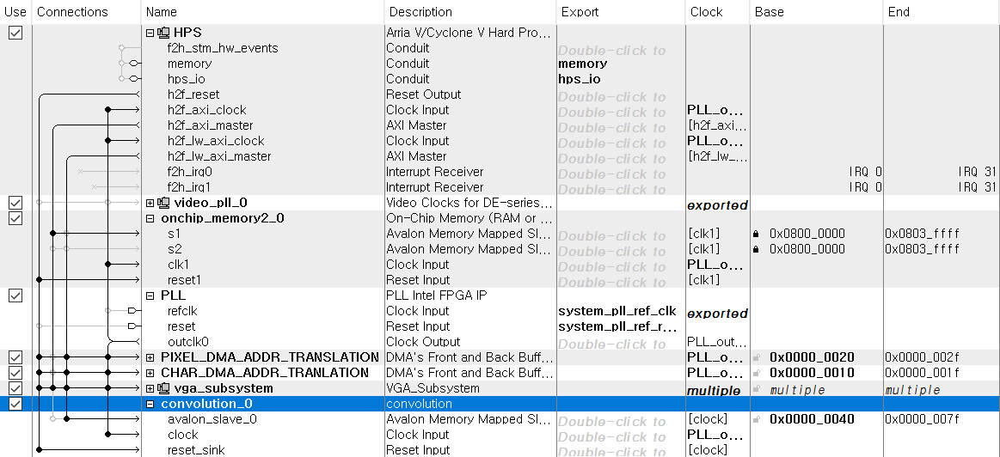 Use Connections Name Description Export Clock Base End
HPS Arria V/Cyclone V Hard Pro...
f2h_stm_hw_events Conduit Double-click to
memory Conduit memory
hps_io Conduit hps_io
h2f_reset Reset Output Double-click to
h2f_axi_clock Clock Input Double-click to PLL_o...
h2f_axi_master AXI Master Double-click to [h2f_axi...
h2f_lw_axi_clock Clock Input Double-click to PLL_o...
h2f_lw_axi_master AXI Master Double-click to [h2f_lw_...
f2h_irq0 Interrupt Receiver Double-click to IRQ 0 IRQ 31
f2h_irq1 Interrupt Receiver Double-click to IRQ 0 IRQ 31
video_pll_0 Video Clocks for DE-series... exported
onchip_memory2_0 On-Chip Memory (RAM or ...
s1 Avalon Memory Mapped Sl... Double-click to [clk1] 0x0800_0000 0x0803_ffff
s2 Avalon Memory Mapped Sl... Double-click to [clk1] 0x0800_0000 0x0803_ffff
clk1 Clock Input Double-click to PLL_o...
reset1 Reset Input Double-click to [clk1]
PLL PLL Intel FPGA IP
refclk Clock Input system_pll_ref_clk exported
reset Reset Input system_pll_ref_r...
outclk0 Clock Output Double-click to PLL_out...
PIXEL_DMA_ADDR_TRANSLATION DMA's Front and Back Buff... PLL_o... 0x0000_0020 0x0000_002f
CHAR_DMA_ADDR_TRANLATION DMA's Front and Back Buff... PLL_o... 0x0000_0010 0x0000_001f
vga_subsystem VGA_Subsystem multiple multiple multiple
convolution_0 convolution
avalon_slave_0 Avalon Memory Mapped Sl... Double-click to [clock] 0x0000_0040 0x0000_007f
clock Clock Input Double-click to PLL_o...
reset_sink Reset Input Double-click to [clock]